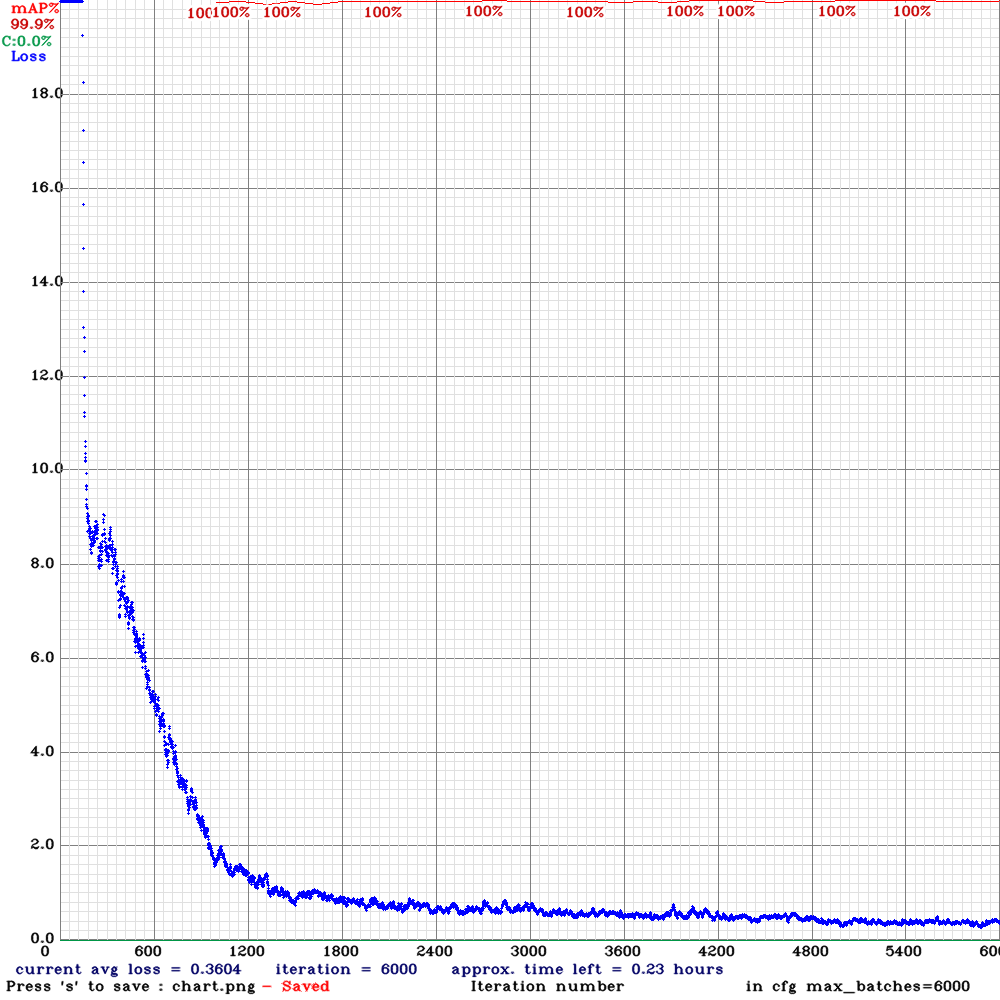 mAP%
99.9%
C:0.0%
Loss
100100% 100% 100% 100% 100% 100% 100% 100% 100%
18.0
16.0
14.0
12.0
10.0
8.0
6.0
4.0
2.0
0.0
0 600 1200 1800 2400 3000 3600 4200 4800 5400 600
current avg loss = 0.3604 iteration = 6000 approx. time left = 0.23 hours
Press 's' to save : chart.png - Saved Iteration number in cfg max_batches=6000